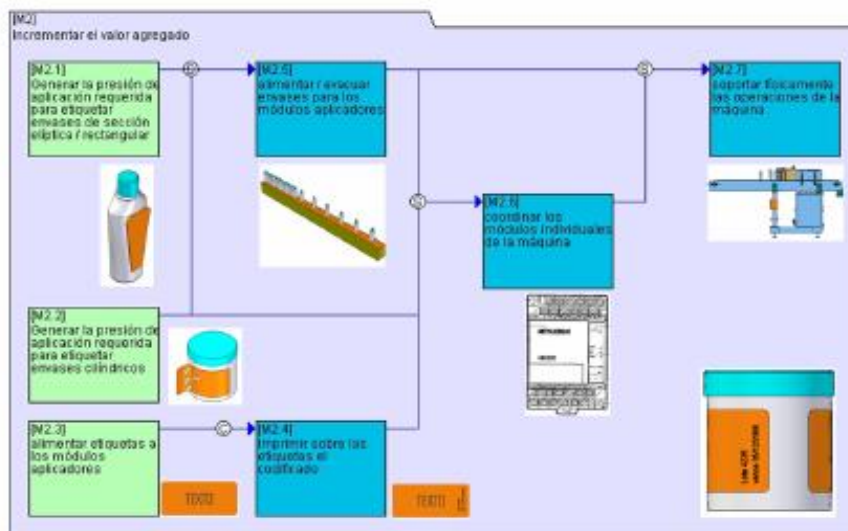 [M2]
Incrementar el valor agregado
[M2.1]
Generar la presión de
aplicación requerida
para etiquetar
envases de sección
elíptica / rectangular
[M2.5]
alimentar / evacuar
envases para los
módulos aplicadores
[M2.7]
soportar físicamente
las operaciones de la
máquina
[M2.6]
coordinar los
módulos individuales
de la máquina
[M2.2]
Generar la presión de
aplicación requerida
para etiquetar
envases cilíndricos
[M2.3]
alimentar etiquetas a
los módulos
aplicadores
[M2.4]
Imprimir sobre las
etiquetas el
codificado
TEXTO
TEXTO